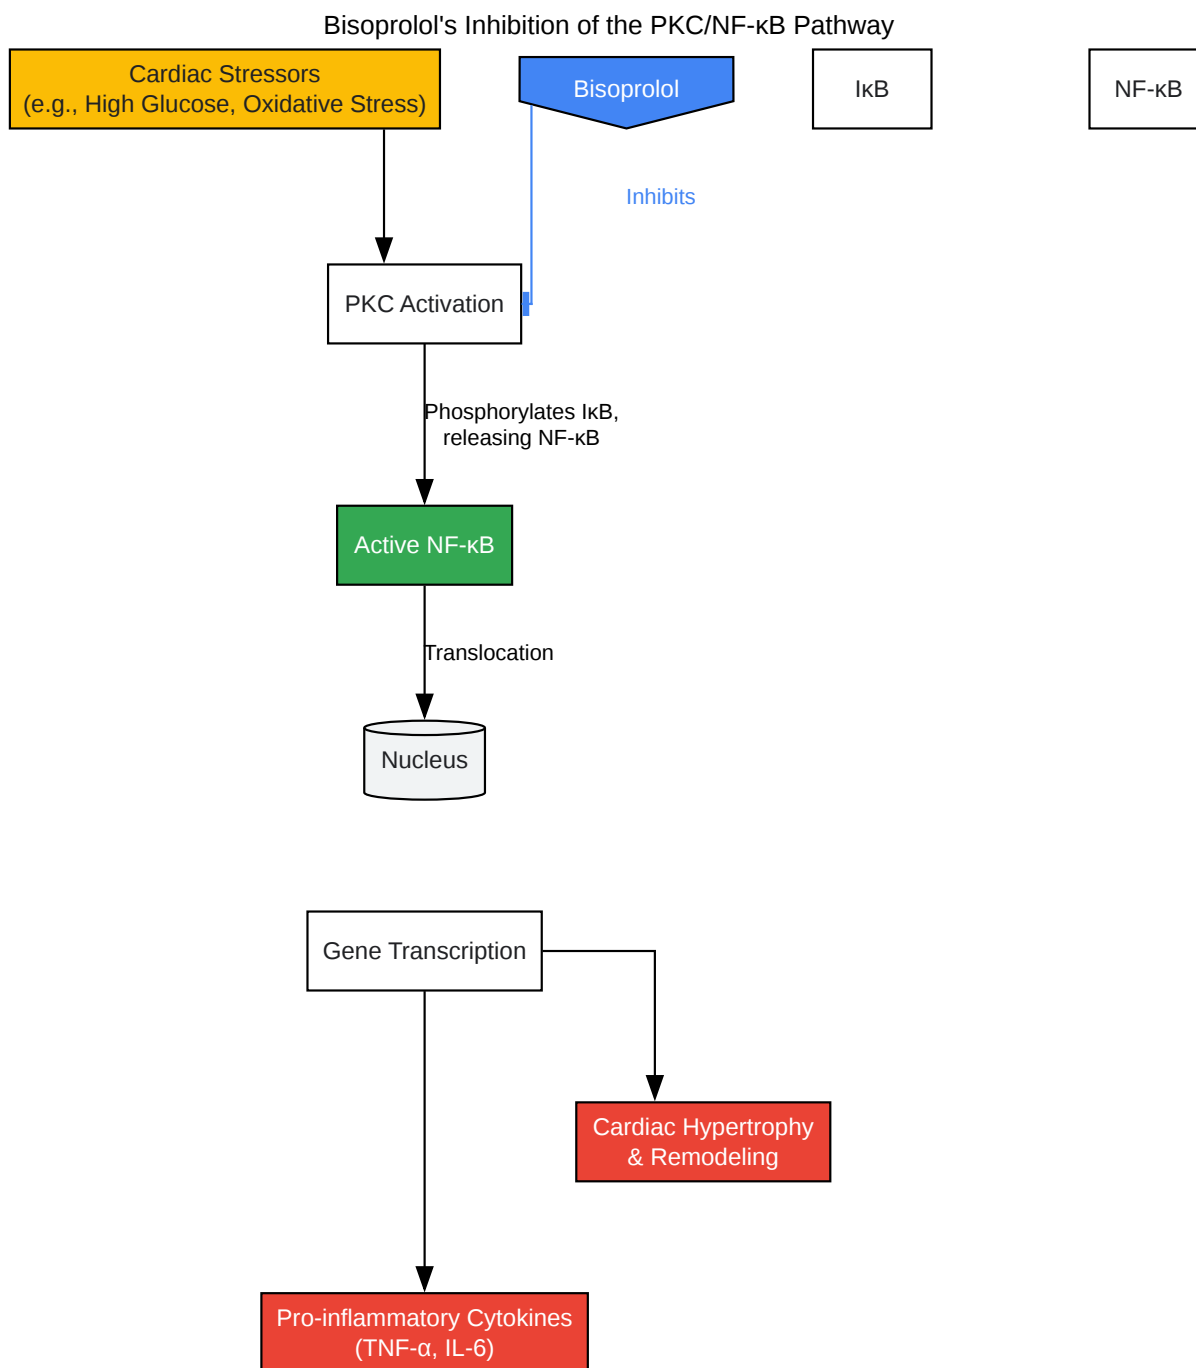 Bisoprolol's Inhibition of the PKC/NF-κB Pathway
Cardiac Stressors
(e.g., High Glucose, Oxidative Stress)
Bisoprolol
IκB
NF-κB
Inhibits
PKC Activation
Phosphorylates IκB,
releasing NF-κB
Active NF-κB
Translocation
Nucleus
Gene Transcription
Cardiac Hypertrophy
& Remodeling
Pro-inflammatory Cytokines
(TNF-α, IL-6)